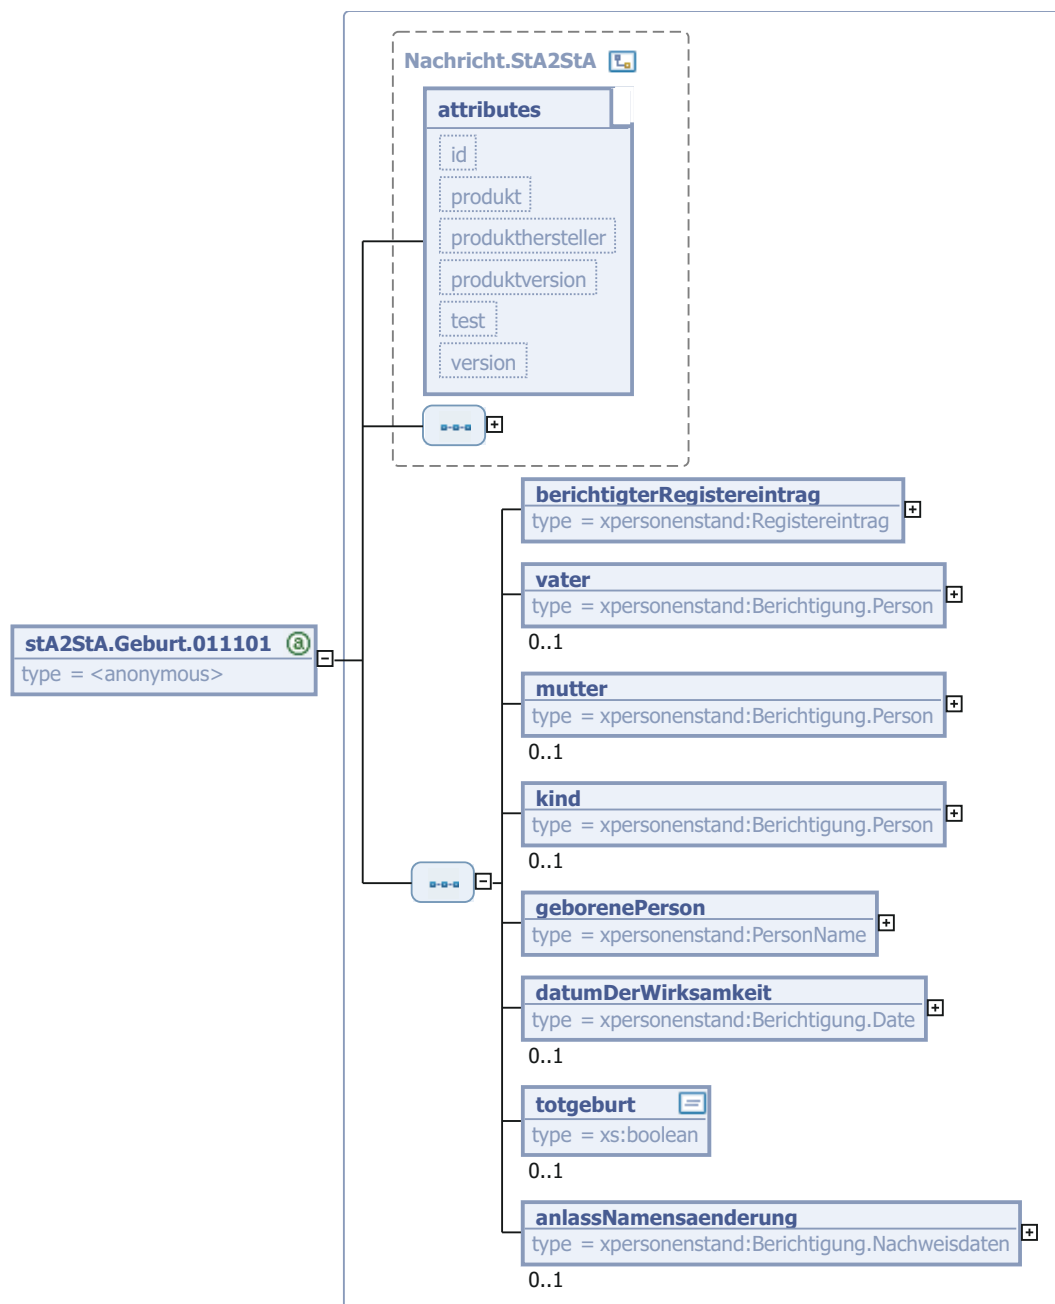 Nachricht.StA2StA
attributes
id
produkt
produkthersteller
produktversion
test
version
berichtigterRegistereintrag
type = xpersonenstand:Registereintrag
vater
type = xpersonenstand:Berichtigung.Person
0..1
stA2StA.Geburt.011101
type = <anonymous>
mutter
type = xpersonenstand:Berichtigung.Person
0..1
kind
type = xpersonenstand:Berichtigung.Person
0..1
geborenePerson
type = xpersonenstand:PersonName
datumDerWirksamkeit
type = xpersonenstand:Berichtigung.Date
0..1
totgeburt
type = xs:boolean
0..1
anlassNamensaenderung
type = xpersonenstand:Berichtigung.Nachweisdaten
0..1